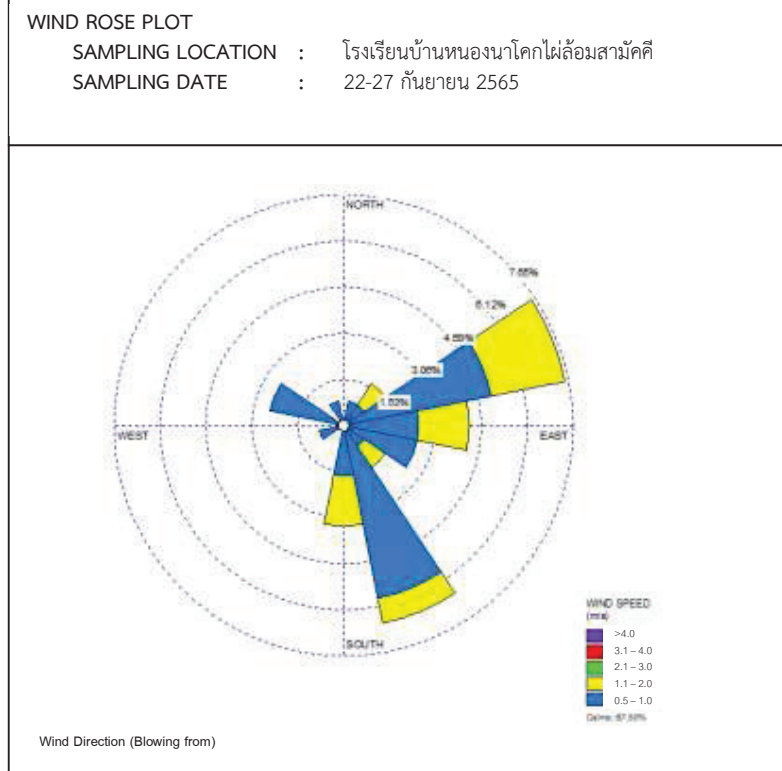 WIND ROSE PLOT
SAMPLING LOCATION : โรงเรียนบ้านหนองนาโคกไผ่ล้อมสามัคคี
SAMPLING DATE : 22-27 กันยายน 2565
NORTH
7.65%
6.12%
4.59%
3.06%
1.53%
WEST
EAST
SOUTH
WIND SPEED
(m/s)
>4.0
3.1 – 4.0
2.1 – 3.0
1.1 – 2.0
0.5 – 1.0
Calms:
Wind Direction (Blowing from)